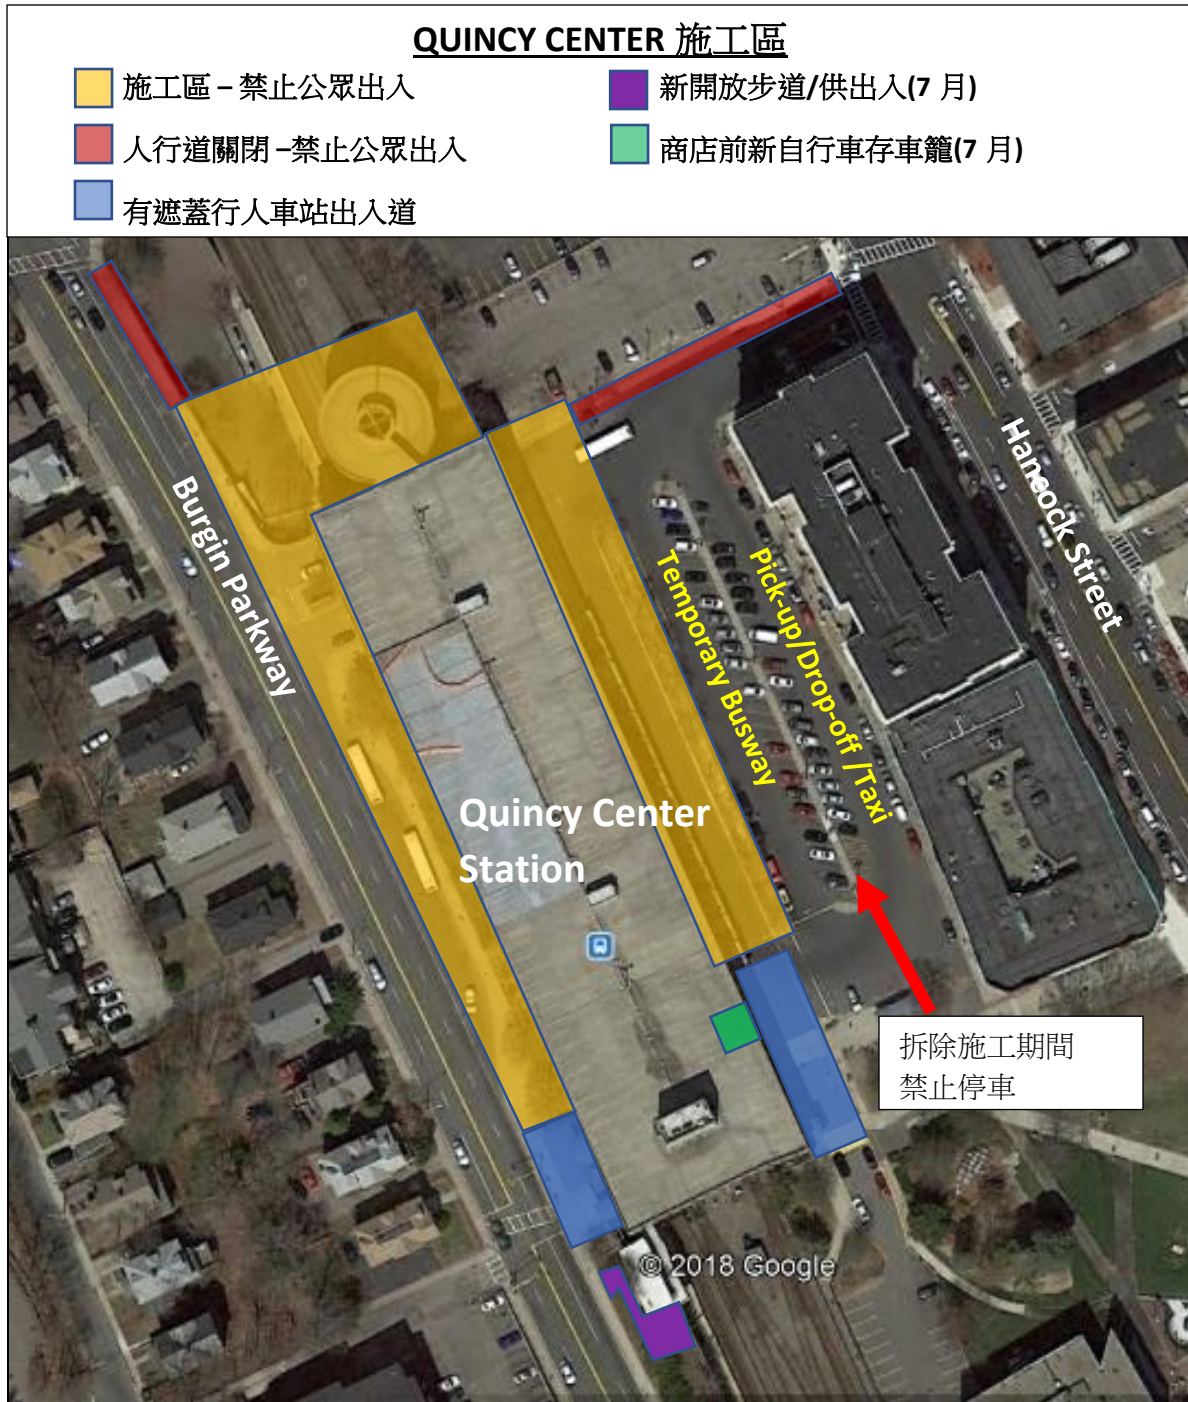 QUINCY CENTER 施工區
施工區 – 禁止公眾出入
新開放步道/供出入(7 月)
人行道關閉 –禁止公眾出入
商店前新自行車存車籠(7 月)
有遮蓋行人車站出入道
Burgin Parkway
Hancock Street
Temporary Busway
Pick-up/Drop-off /Taxi
Quincy Center
Station
拆除施工期間
禁止停車
© 2018 Google